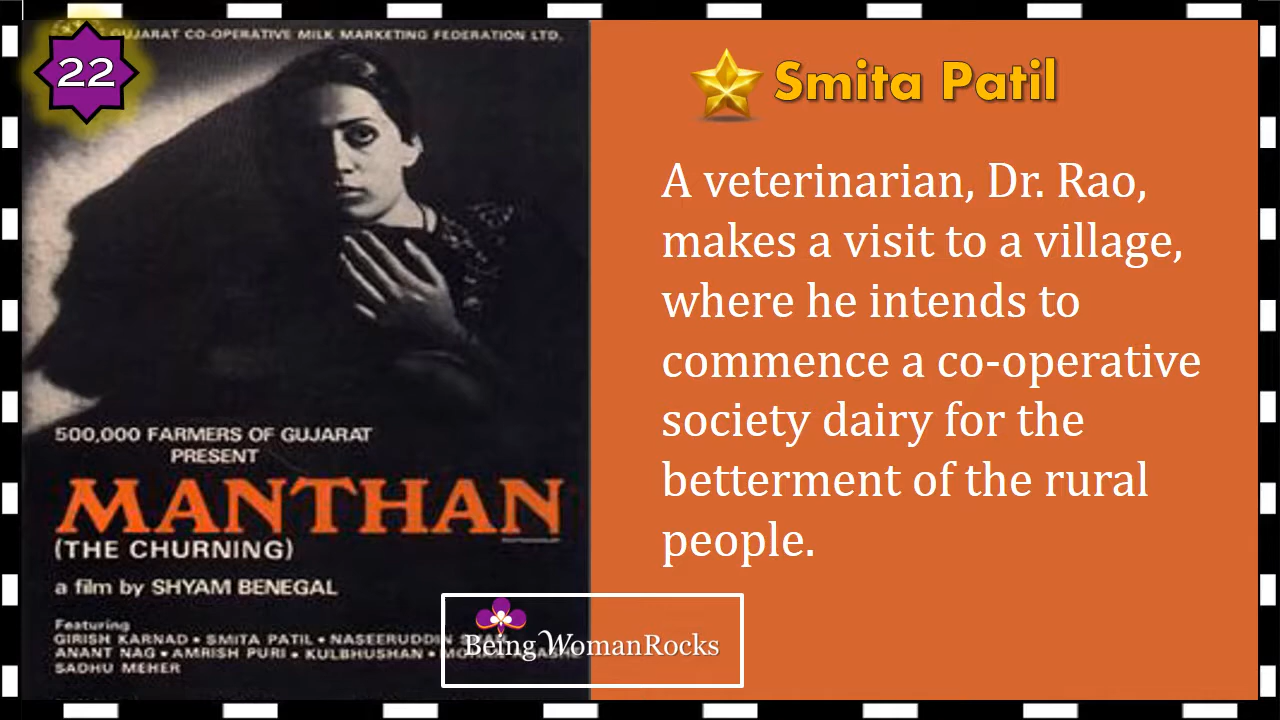 GUJARAT CO-OPERATIVE MILK MARKETING FEDERATION LTD.
22
Smita Patil
A veterinarian, Dr. Rao,
makes a visit to a village,
where he intends to
commence a co-operative
society dairy for the
betterment of the rural
people.
500,000 FARMERS OF GUJARAT
PRESENT
MANTHAN
(THE CHURNING)
a film by SHYAM BENEGAL
Featuring
GIRISH KARNAD • SMITA PATIL • NASEERUDDIN
ANANT NAG • AMRISH PURI • KULBHUSHAN •
SADHU MEHER
BeingWomanRocks